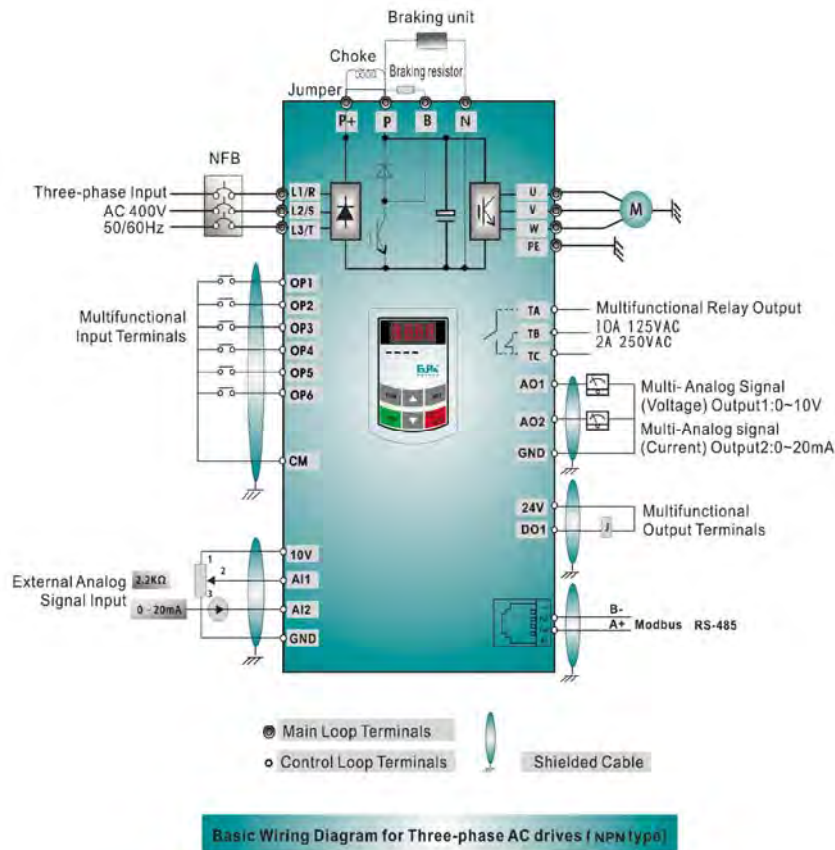 Braking unit
Choke
Braking resistor
Jumper
P+ P B N
NFB
Three-phase Input
AC 400V
50/60Hz
L1/R
L2/S
L3/T
U
V
W
PE
M
Multifunctional
Input Terminals
OP1
OP2
OP3
OP4
OP5
OP6
CM
TA
TB
TC
Multifunctional Relay Output
10A 125VAC
2A 250VAC
AO1
AO2
GND
Multi-Analog Signal
(Voltage) Output1:0~10V
Multi-Analog signal
(Current) Output2:0~20mA
24V
DO1
Multifunctional
Output Terminals
External Analog
Signal Input
2.2KΩ
0 - 20mA
1
2
3
10V
AI1
AI2
GND
1 2 3 4
B-
A+ Modbus RS-485
Main Loop Terminals
Control Loop Terminals
Shielded Cable
Basic Wiring Diagram for Three-phase AC drives (NPN type)